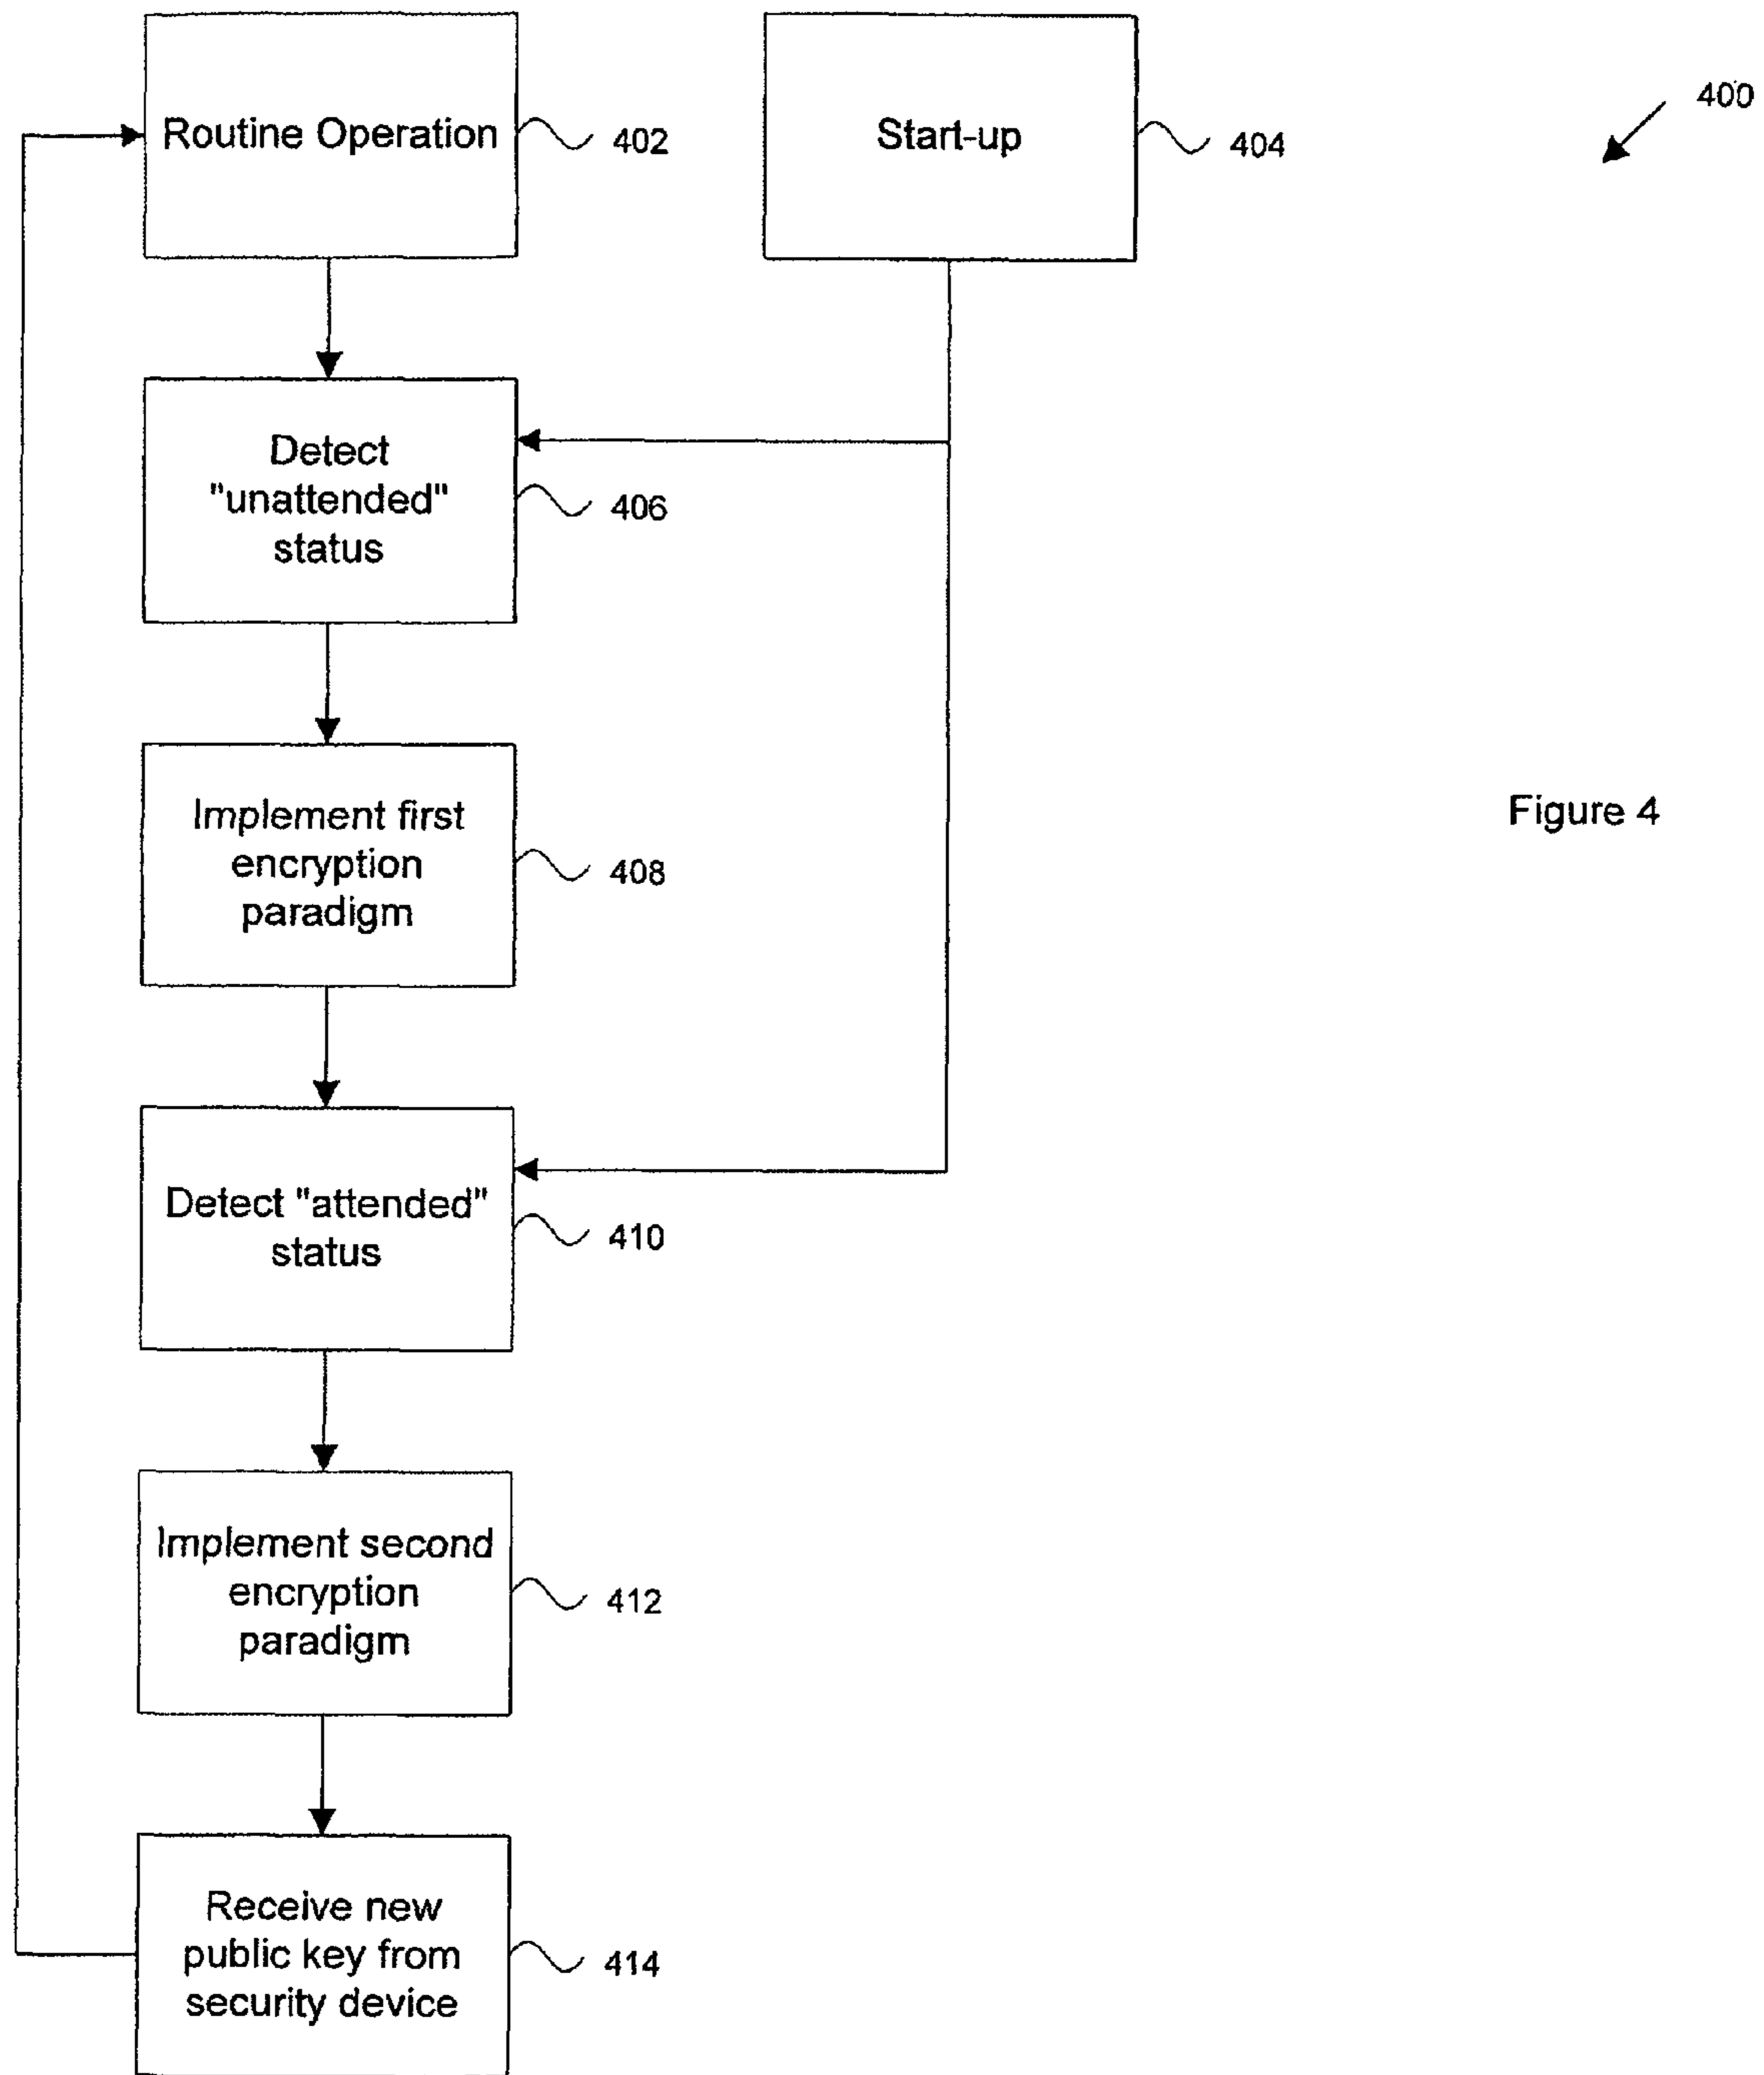 Routine Operation
402
Start-up
404
400
Detect
"unattended"
status
406
Implement first
encryption
paradigm
408
Figure 4
Detect "attended"
status
410
Implement second
encryption
paradigm
412
Receive new
public key from
security device
414